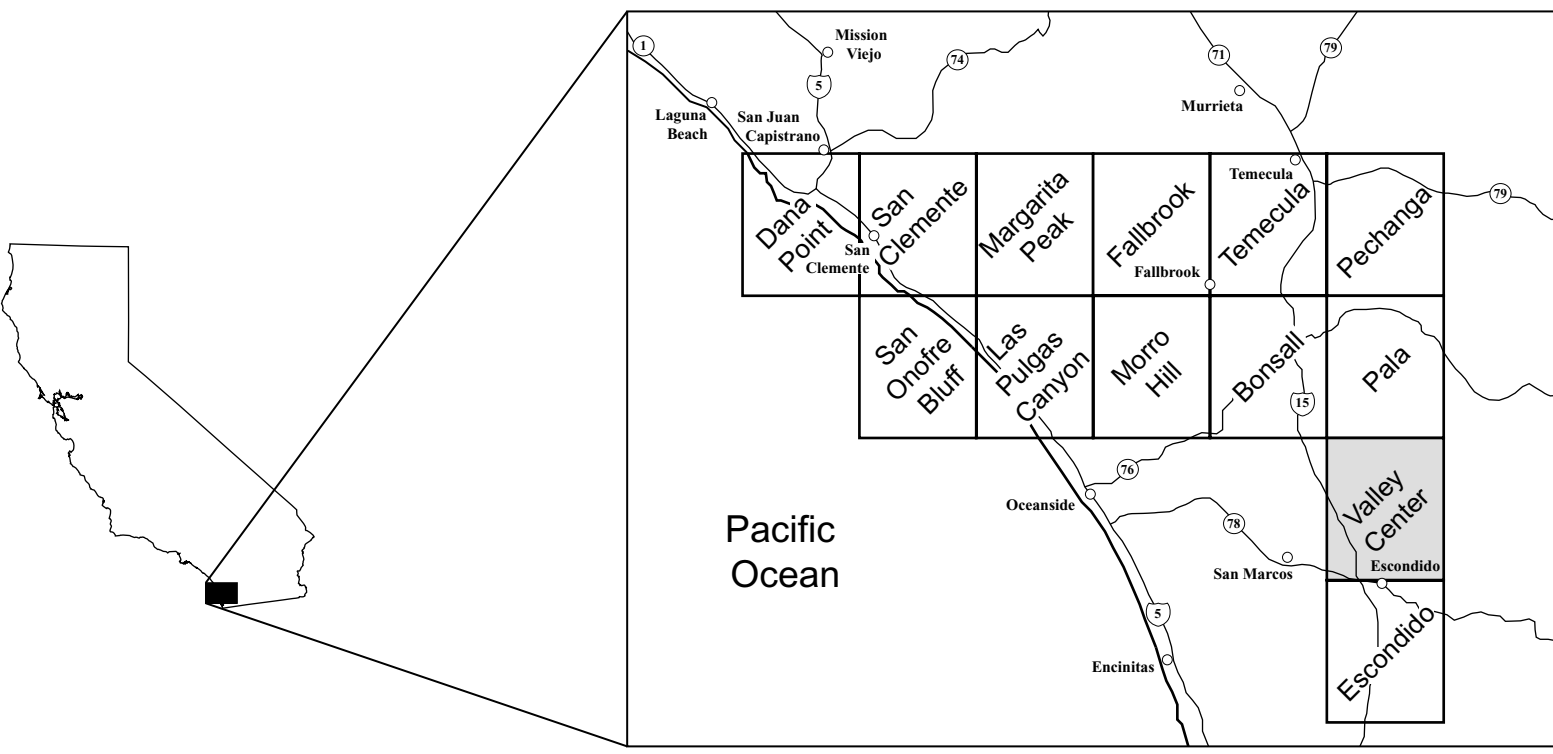 Mission
Viejo
1
74
71
79
5
Laguna
Beach
San Juan
Capistrano
Murrieta
Temecula
79
Dana
Point
San
Clemente
Margarita
Peak
Fallbrook
Temecula
Pechanga
San
Clemente
Fallbrook
San
Onofre
Bluff
Las
Pulgas
Canyon
Morro
Hill
Bonsall
Pala
15
76
Oceanside
Valley
Center
78
San Marcos
Escondido
Pacific
Ocean
5
Encinitas
Escondido